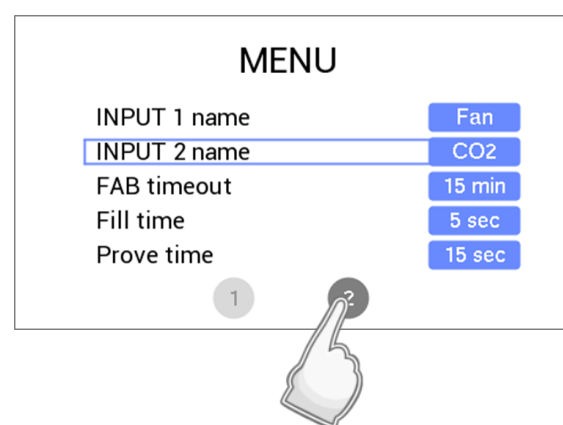 MENU
INPUT 1 name Fan
INPUT 2 name CO2
FAB timeout 15 min
Fill time 5 sec
Prove time 15 sec
1 2